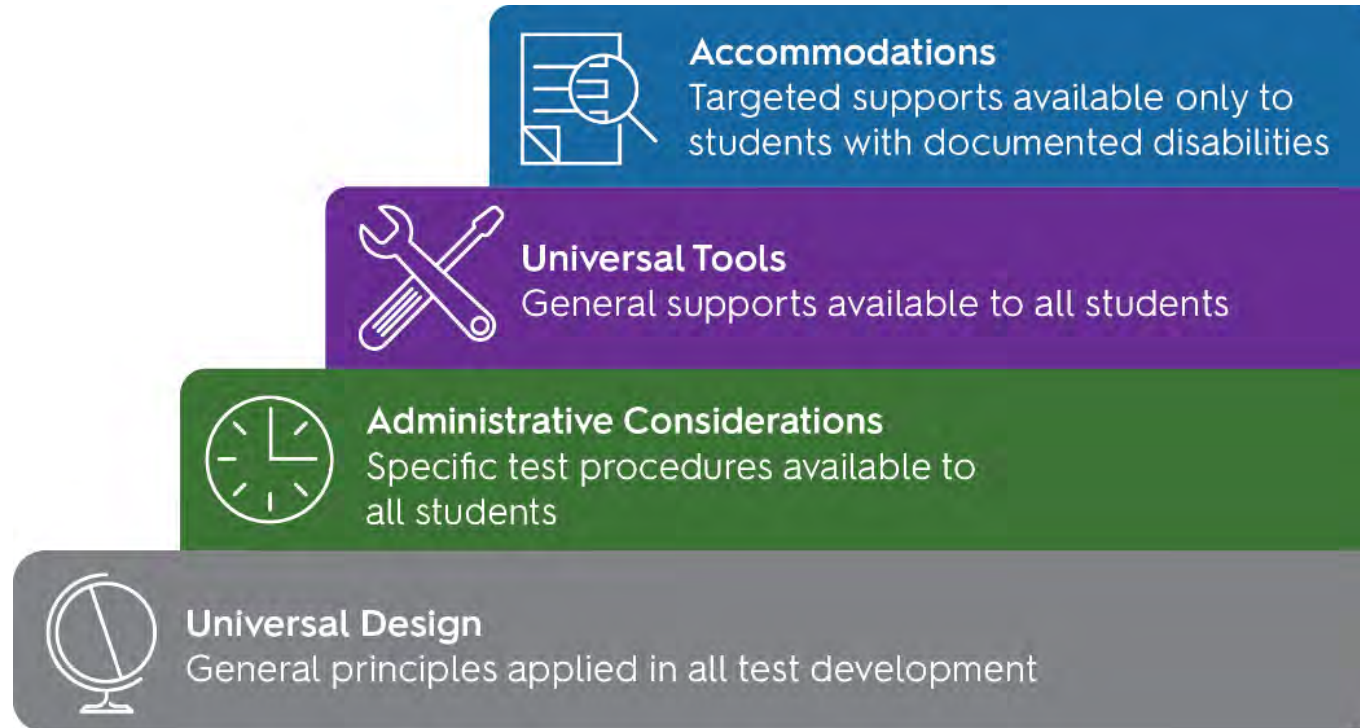 Accommodations
Targeted supports available only to
students with documented disabilities
Universal Tools
General supports available to all students
Administrative Considerations
Specific test procedures available to
all students
Universal Design
General principles applied in all test development